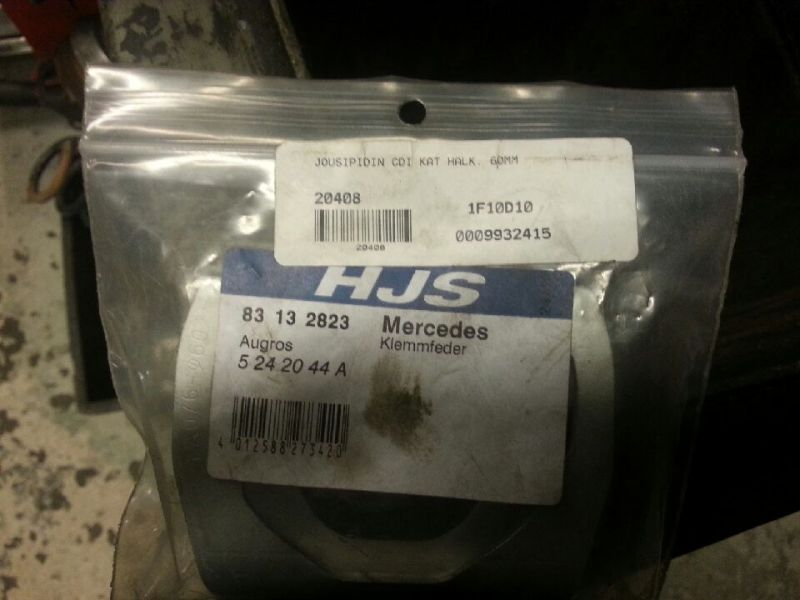 JOUSIPIDIN CDI KAT HALK. 60MM
20408
1F10D10
20408
0009932415
HJS
83 13 2823 Mercedes
Augros Klemmfeder
5 24 20 44 A
4 012588 273420